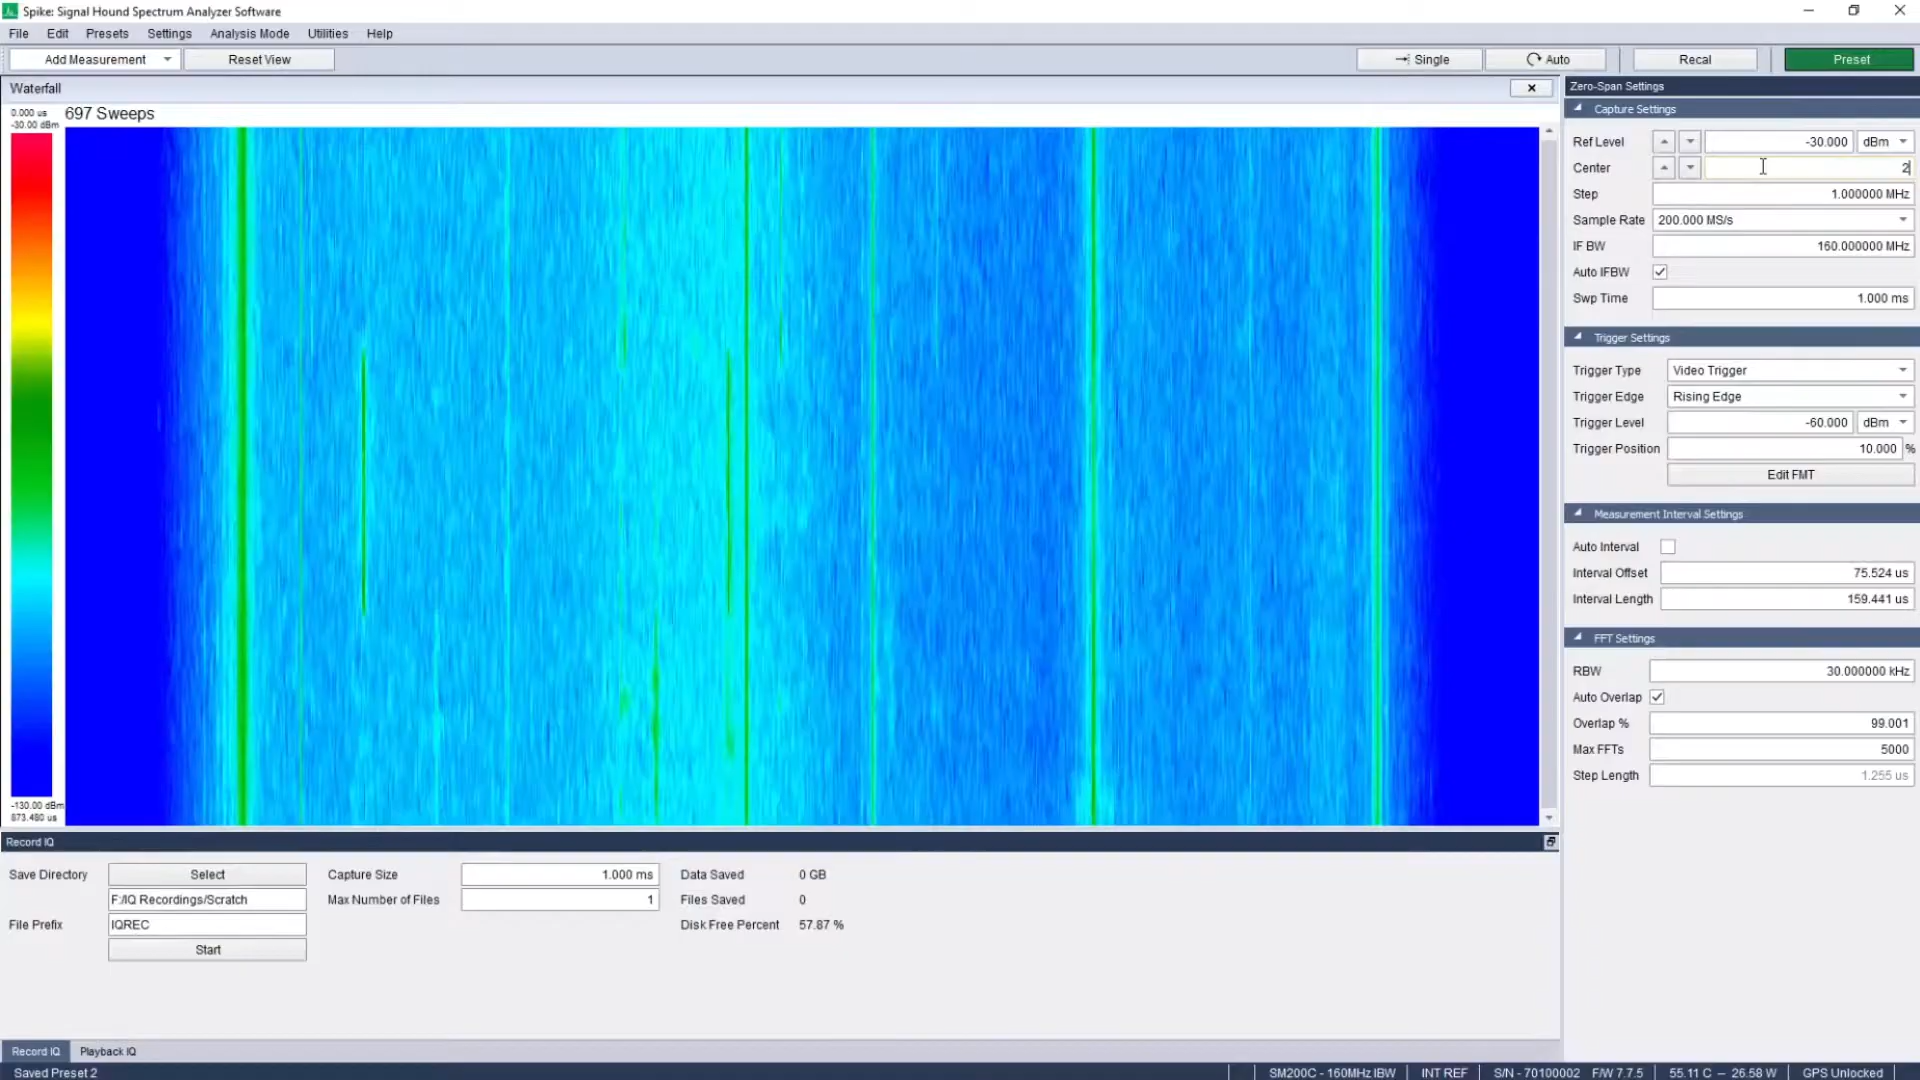 Spike: Signal Hound Spectrum Analyzer Software
File Edit Presets Settings Analysis Mode Utilities Help
Add Measurement Reset View Single Auto Recal Preset
Waterfall
0.000 us
-30.00 dBm
697 Sweeps
-130.00 dBm
873.480 us
Zero-Span Settings
Capture Settings
Ref Level -30.000 dBm
Center 2
Step 1.000000 MHz
Sample Rate 200.000 MS/s
IF BW 160.000000 MHz
Auto IFBW
Swp Time 1.000 ms
Trigger Settings
Trigger Type Video Trigger
Trigger Edge Rising Edge
Trigger Level -60.000 dBm
Trigger Position 10.000 %
Edit FMT
Measurement Interval Settings
Auto Interval
Interval Offset 75.524 us
Interval Length 159.441 us
FFT Settings
RBW 30.000000 kHz
Auto Overlap
Overlap % 99.001
Max FFTs 5000
Step Length 1.255 us
Record IQ
Save Directory Select Capture Size 1.000 ms Data Saved 0 GB
F:/IQ Recordings/Scratch Max Number of Files 1 Files Saved 0
File Prefix IQREC Disk Free Percent 57.87 %
Start
Record IQ Playback IQ
Saved Preset 2 SM200C - 160MHz IBW INT REF S/N - 70100002 F/W 7.7.5 55.11 C -- 26.58 W GPS Unlocked